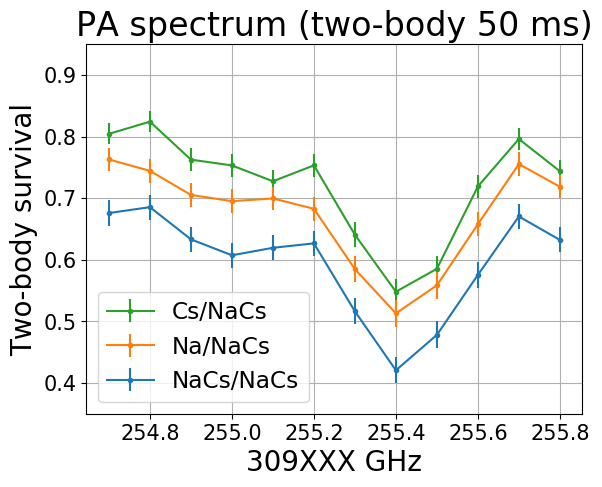 PA spectrum (two-body 50 ms)
Two-body survival
0.9
0.8
0.7
0.6
0.5
0.4
Cs/NaCs
Na/NaCs
NaCs/NaCs
254.8 255.0 255.2 255.4 255.6 255.8
309XXX GHz